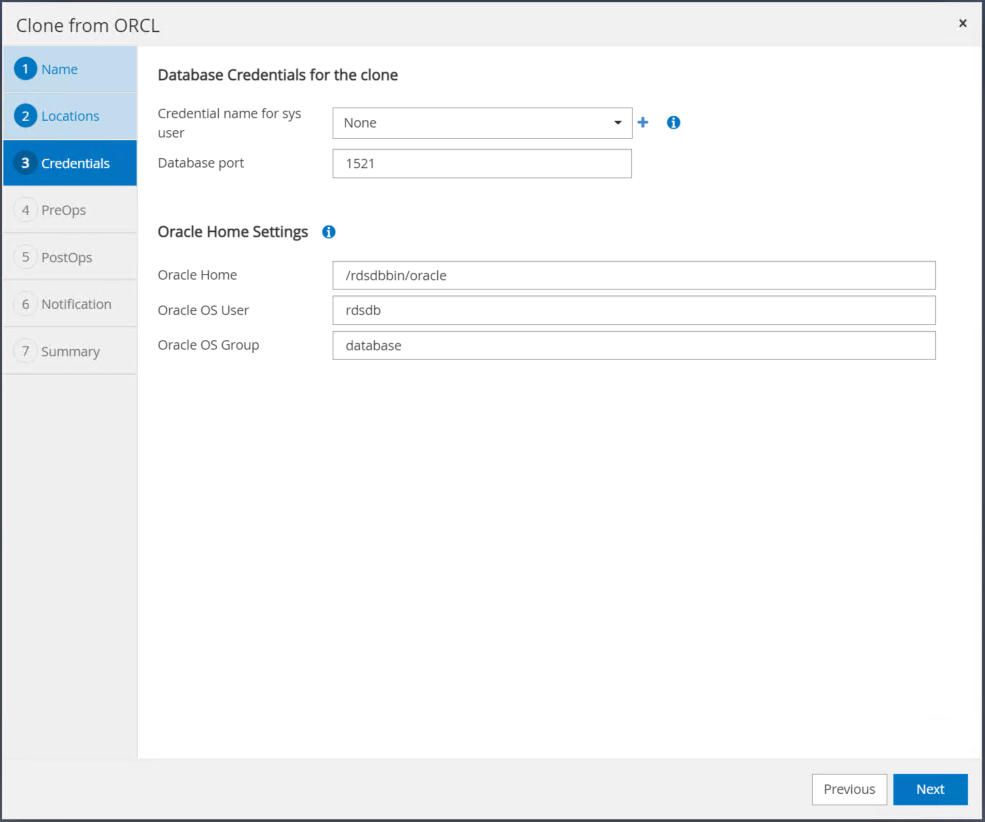 Clone from ORCL
×
1 Name
2 Locations
3 Credentials
4 PreOps
5 PostOps
6 Notification
7 Summary
Database Credentials for the clone
Credential name for sys
user
None
Database port
1521
Oracle Home Settings
Oracle Home
/rdsdbbin/oracle
Oracle OS User
rdsdb
Oracle OS Group
database
Previous
Next